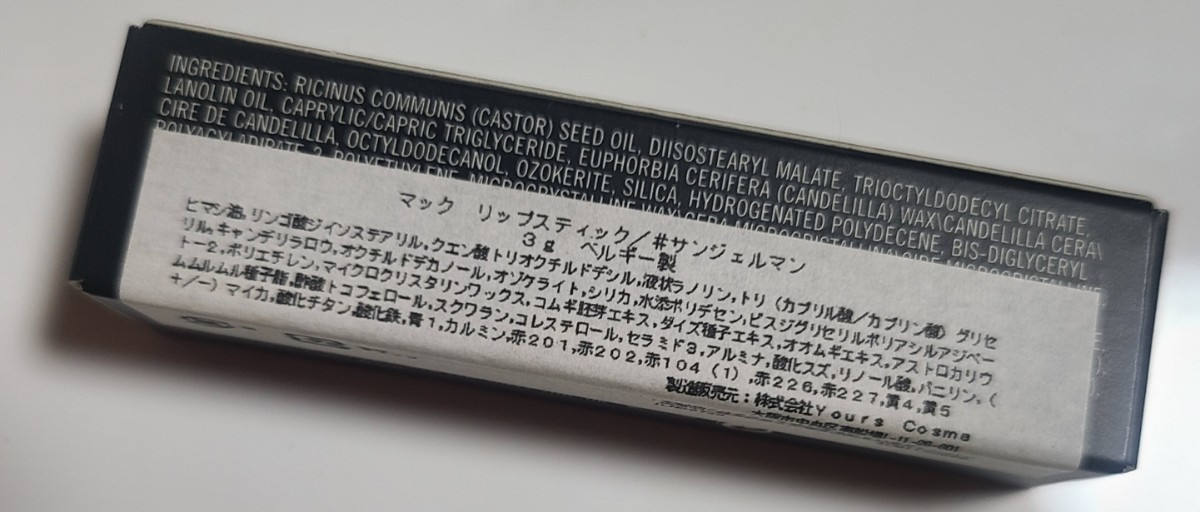 INGREDIENTS: RICINUS COMMUNIS (CASTOR) SEED OIL, DIISOSTEARYL MALATE, TRIOCTYLDODECYL CITRATE,
LANOLIN OIL, CAPRYLIC/CAPRIC TRIGLYCERIDE, EUPHORBIA CERIFERA (CANDELILLA) WAX\CANDELILLA CERA\
CIRE DE CANDELILLA, OCTYLDODECANOL, OZOKERITE, SILICA, HYDROGENATED POLYDECENE, BIS-DIGLYCERYL
POLYACYLADIPATE-2, POLYETHYLENE, MICROCRYSTALLINE WAX\CERA MICROCRISTALLINA\CIRE
マック リップスティック/#サンジェルマン
3g ベルギー製
ヒマシ油,リンゴ酸ジインステアリル,クエン酸トリオクチルドデシル,液状ラノリン,トリ(カプリル酸/カプリン酸)グリセ
リル,キャンデリラロウ,オクチルドデカノール,オゾケライト,シリカ,水添ポリデセン,ビスジグリセリルポリアシルアジペー
ト-2,ポリエチレン,マイクロクリスタリンワックス,コムギ胚芽エキス,ダイズ種子エキス,オオムギエキス,アストロカリウ
ムムルムル種子脂,酢酸トコフェロール,スクワラン,コレステロール,セラミド3,アルミナ,酸化スズ,リノール酸,バニリン,(
+/-)マイカ,酸化チタン,酸化鉄,青1,カルミン,赤201,赤202,赤104(1),赤226,赤227,黄4,黄5
製造販売元:株式会社Yours Cosma
大阪市中央区